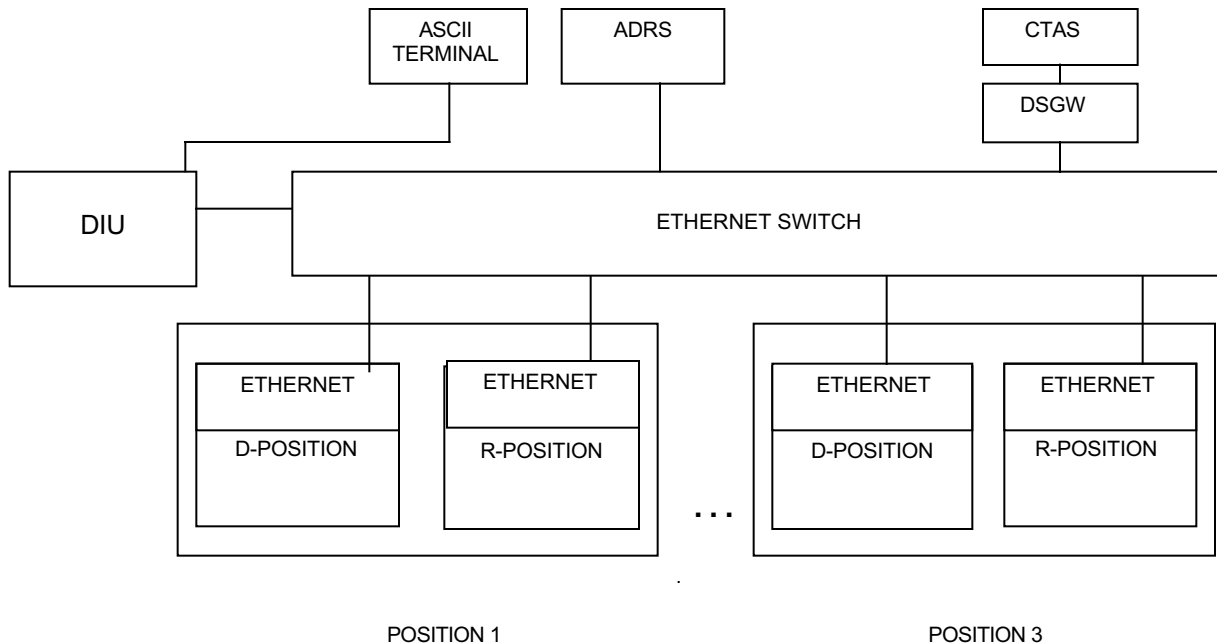 ASCII
TERMINAL
ADRS
CTAS
DSGW
DIU
ETHERNET SWITCH
ETHERNET
D-POSITION
ETHERNET
R-POSITION
...
ETHERNET
D-POSITION
ETHERNET
R-POSITION
.
POSITION 1
POSITION 3